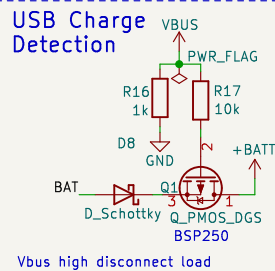 USB Charge
Detection
VBUS
PWR_FLAG
R16
1k
R17
10k
D8
GND
2
+BATT
BAT
Q1
3
1
D_Schottky
Q_PMOS_DGS
BSP250
Vbus high disconnect load